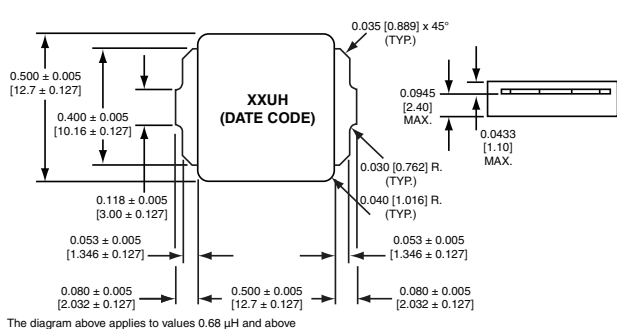 0.035 [0.889] x 45°
(TYP.)
0.500 ± 0.005
[12.7 ± 0.127]
0.400 ± 0.005
[10.16 ± 0.127]
XXUH
(DATE CODE)
0.0945
[2.40]
MAX.
0.0433
[1.10]
MAX.
0.030 [0.762] R.
(TYP.)
0.040 [1.016] R.
(TYP.)
0.118 ± 0.005
[3.00 ± 0.127]
0.053 ± 0.005
[1.346 ± 0.127]
0.053 ± 0.005
[1.346 ± 0.127]
0.080 ± 0.005
[2.032 ± 0.127]
0.500 ± 0.005
[12.7 ± 0.127]
0.080 ± 0.005
[2.032 ± 0.127]
The diagram above applies to values 0.68 µH and above